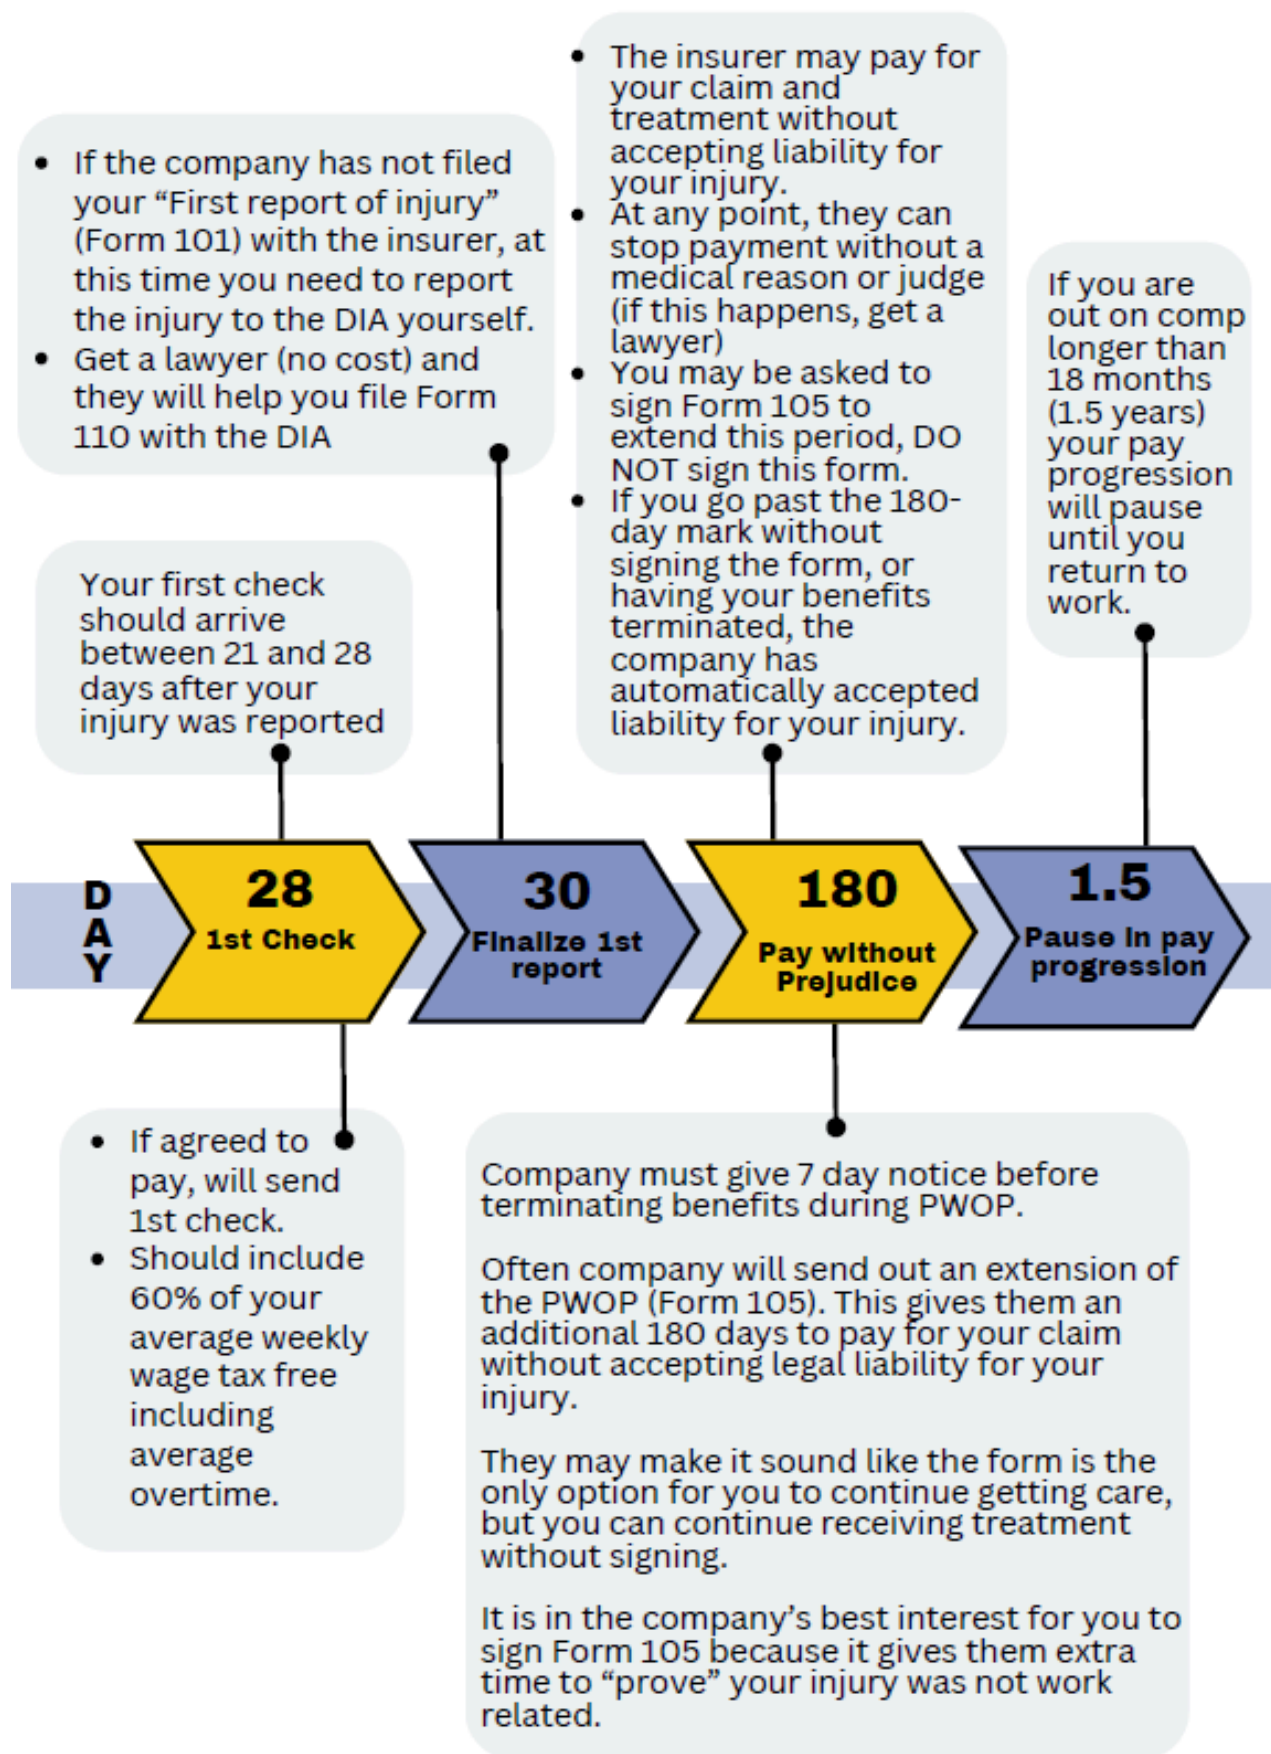 • The insurer may pay for
your claim and
treatment without
accepting liability for
your injury.
• At any point, they can
stop payment without a
medical reason or judge
(if this happens, get a
lawyer)
• You may be asked to
sign Form 105 to
extend this period, DO
NOT sign this form.
• If you go past the 180-
day mark without
signing the form, or
having your benefits
terminated, the
company has
automatically accepted
liability for your injury.
• If the company has not filed
your “First report of injury”
(Form 101) with the insurer, at
this time you need to report
the injury to the DIA yourself.
• Get a lawyer (no cost) and
they will help you file Form
110 with the DIA
If you are
out on comp
longer than
18 months
(1.5 years)
your pay
progression
will pause
until you
return to
work.
Your first check
should arrive
between 21 and 28
days after your
injury was reported
DAY
28
1st Check
30
Finalize 1st
report
180
Pay without
Prejudice
1.5
Pause in pay
progression
• If agreed to
pay, will send
1st check.
• Should include
60% of your
average weekly
wage tax free
including
average
overtime.
Company must give 7 day notice before
terminating benefits during PWOP.
Often company will send out an extension of
the PWOP (Form 105). This gives them an
additional 180 days to pay for your claim
without accepting legal liability for your
injury.
They may make it sound like the form is the
only option for you to continue getting care,
but you can continue receiving treatment
without signing.
It is in the company’s best interest for you to
sign Form 105 because it gives them extra
time to “prove” your injury was not work
related.